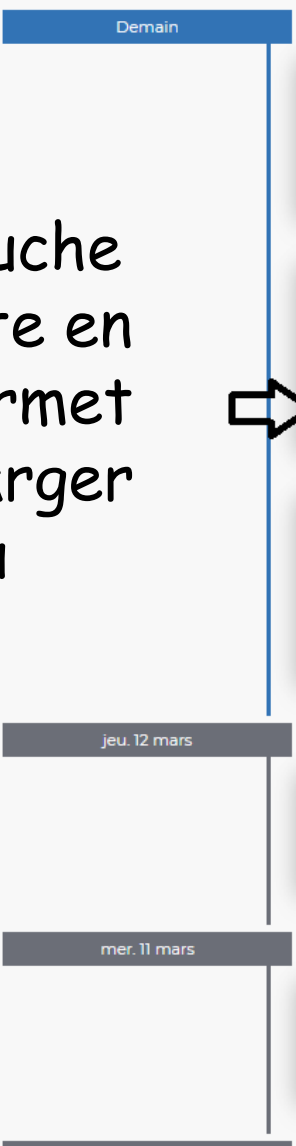 Demain
uche
re en
rmet
rger
jeu. 12 mars
mer. 11 mars